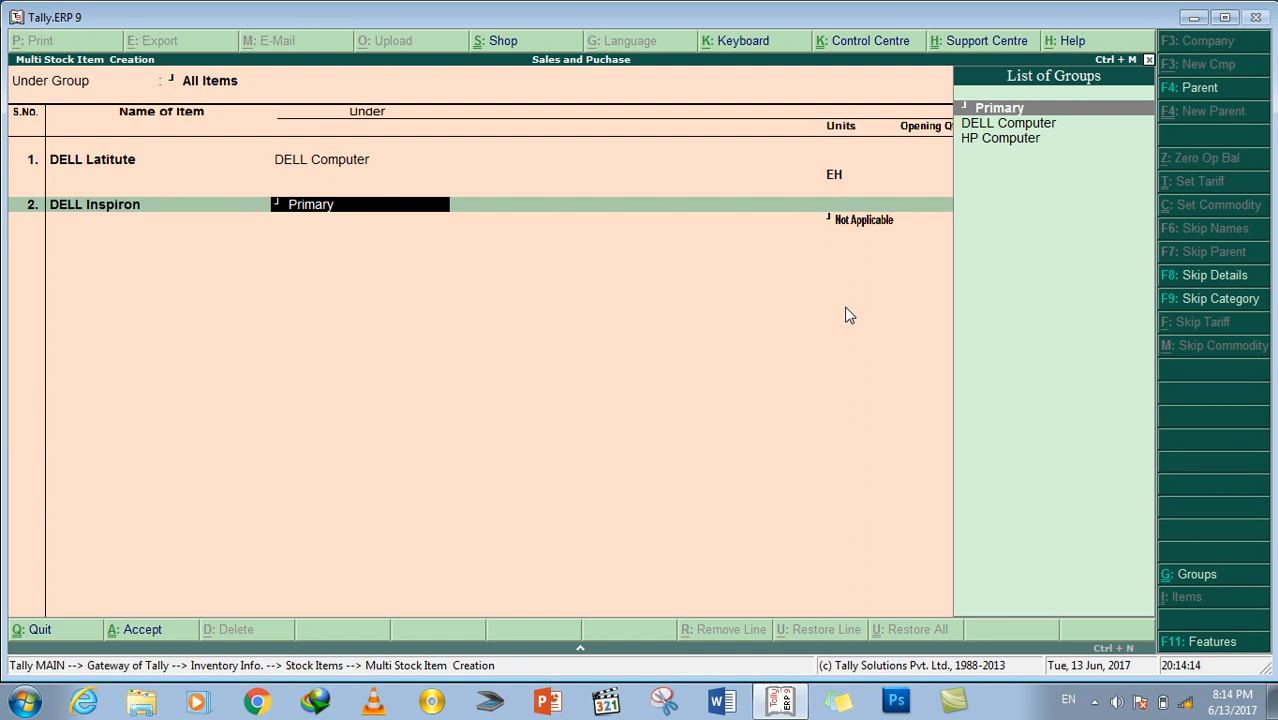 Tally.ERP 9
P: Print E: Export M: E-Mail O: Upload S: Shop G: Language K: Keyboard K: Control Centre H: Support Centre H: Help
Multi Stock Item Creation Sales and Puchase Ctrl + M
Under Group : ┘ All Items
S.No. Name of Item Under
Units Opening Q
1. DELL Latitute DELL Computer
EH
2. DELL Inspiron ┘ Primary
┘ Not Applicable
List of Groups
┘ Primary
DELL Computer
HP Computer
F3: Company
F3: New Cmp
F4: Parent
F4: New Parent
Z: Zero Op Bal
T: Set Tariff
C: Set Commodity
F6: Skip Names
F7: Skip Parent
F8: Skip Details
F9: Skip Category
F: Skip Tariff
M: Skip Commodity
G: Groups
I: Items
F11: Features
Q: Quit A: Accept D: Delete R: Remove Line U: Restore Line U: Restore All
Ctrl + N
Tally MAIN --> Gateway of Tally --> Inventory Info. --> Stock Items --> Multi Stock Item Creation (c) Tally Solutions Pvt. Ltd., 1988-2013 Tue, 13 Jun, 2017 20:14:14
EN 8:14 PM
6/13/2017